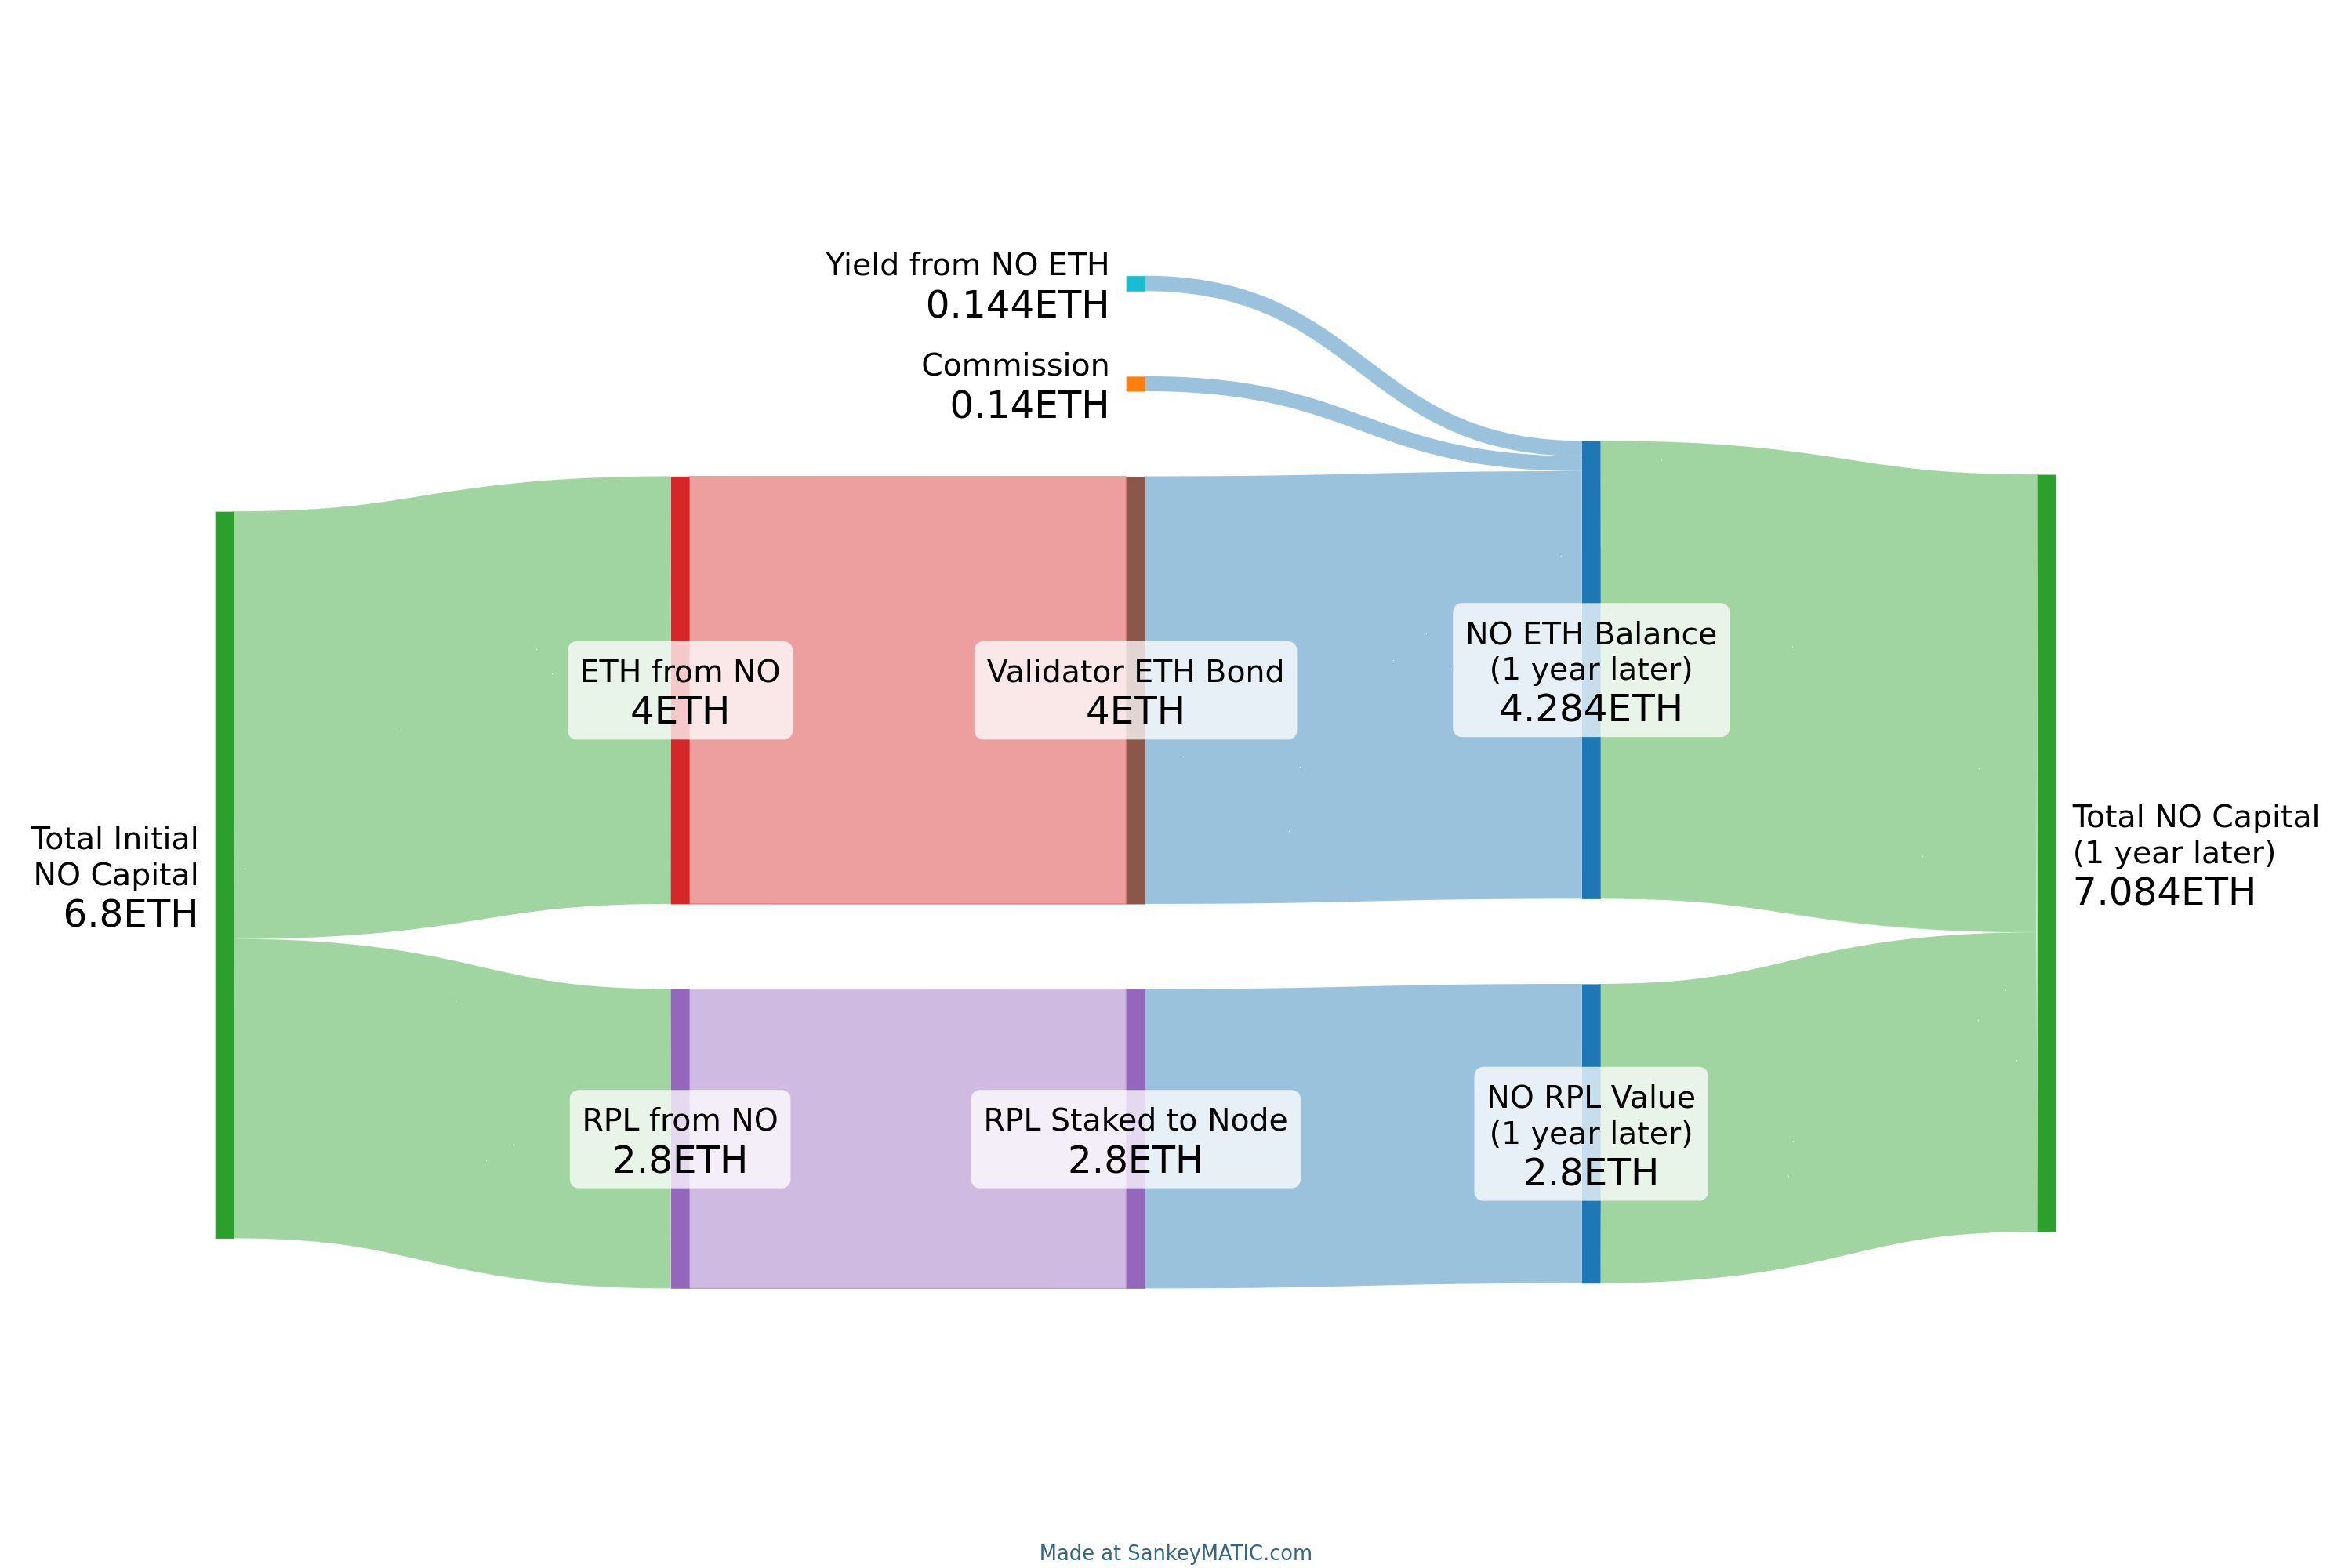 Yield from NO ETH
0.144ETH
Commission
0.14ETH
Total Initial
NO Capital
6.8ETH
ETH from NO
4ETH
Validator ETH Bond
4ETH
NO ETH Balance
(1 year later)
4.284ETH
Total NO Capital
(1 year later)
7.084ETH
RPL from NO
2.8ETH
RPL Staked to Node
2.8ETH
NO RPL Value
(1 year later)
2.8ETH
Made at SankeyMATIC.com